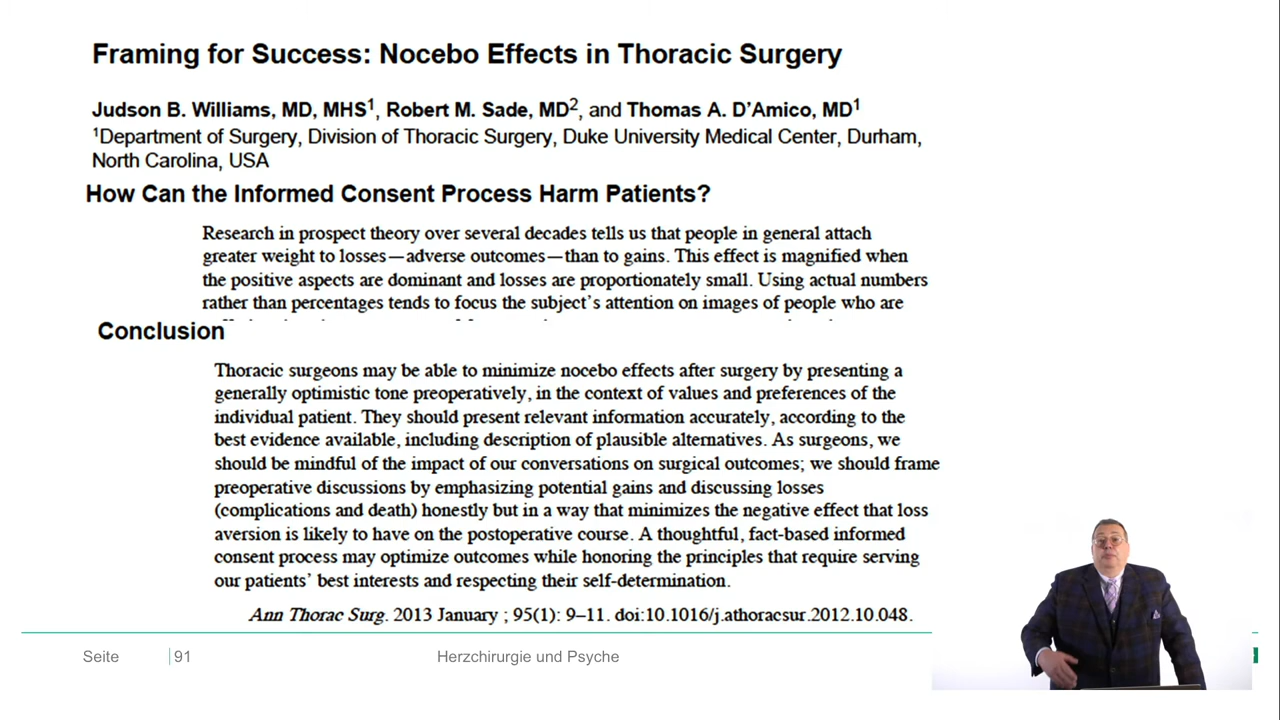 Framing for Success: Nocebo Effects in Thoracic Surgery
Judson B. Williams, MD, MHS1, Robert M. Sade, MD2, and Thomas A. D'Amico, MD1
1Department of Surgery, Division of Thoracic Surgery, Duke University Medical Center, Durham,
North Carolina, USA
How Can the Informed Consent Process Harm Patients?
Research in prospect theory over several decades tells us that people in general attach
greater weight to losses—adverse outcomes—than to gains. This effect is magnified when
the positive aspects are dominant and losses are proportionately small. Using actual numbers
rather than percentages tends to focus the subject's attention on images of people who are
Conclusion
Thoracic surgeons may be able to minimize nocebo effects after surgery by presenting a
generally optimistic tone preoperatively, in the context of values and preferences of the
individual patient. They should present relevant information accurately, according to the
best evidence available, including description of plausible alternatives. As surgeons, we
should be mindful of the impact of our conversations on surgical outcomes; we should frame
preoperative discussions by emphasizing potential gains and discussing losses
(complications and death) honestly but in a way that minimizes the negative effect that loss
aversion is likely to have on the postoperative course. A thoughtful, fact-based informed
consent process may optimize outcomes while honoring the principles that require serving
our patients' best interests and respecting their self-determination.
Ann Thorac Surg. 2013 January ; 95(1): 9–11. doi:10.1016/j.athoracsur.2012.10.048.
Seite 91 Herzchirurgie und Psyche